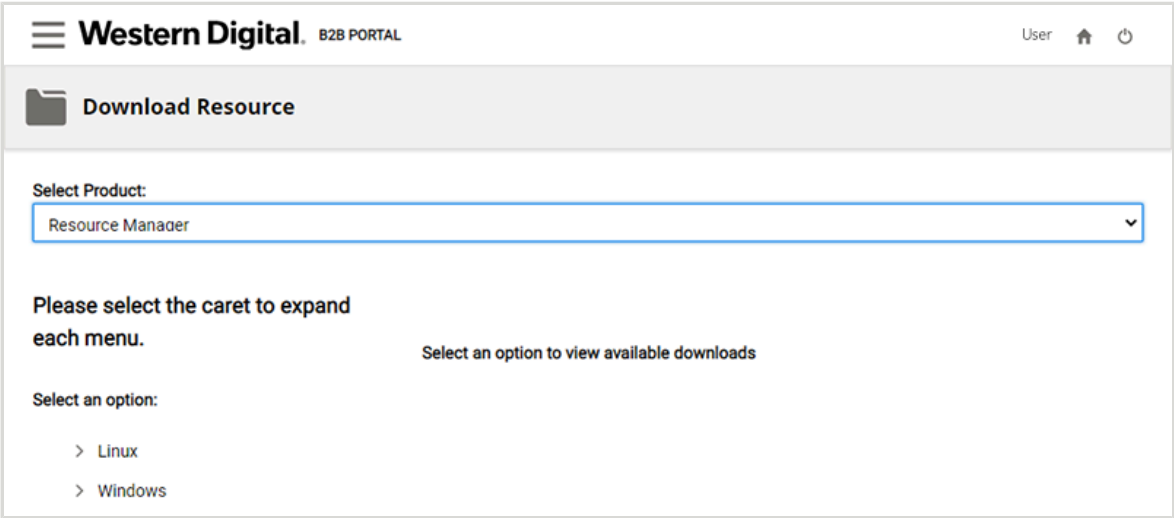 Western Digital. B2B PORTAL User
Download Resource
Select Product:
Resource Manager
Please select the caret to expand
each menu.
Select an option to view available downloads
Select an option:
Linux
Windows